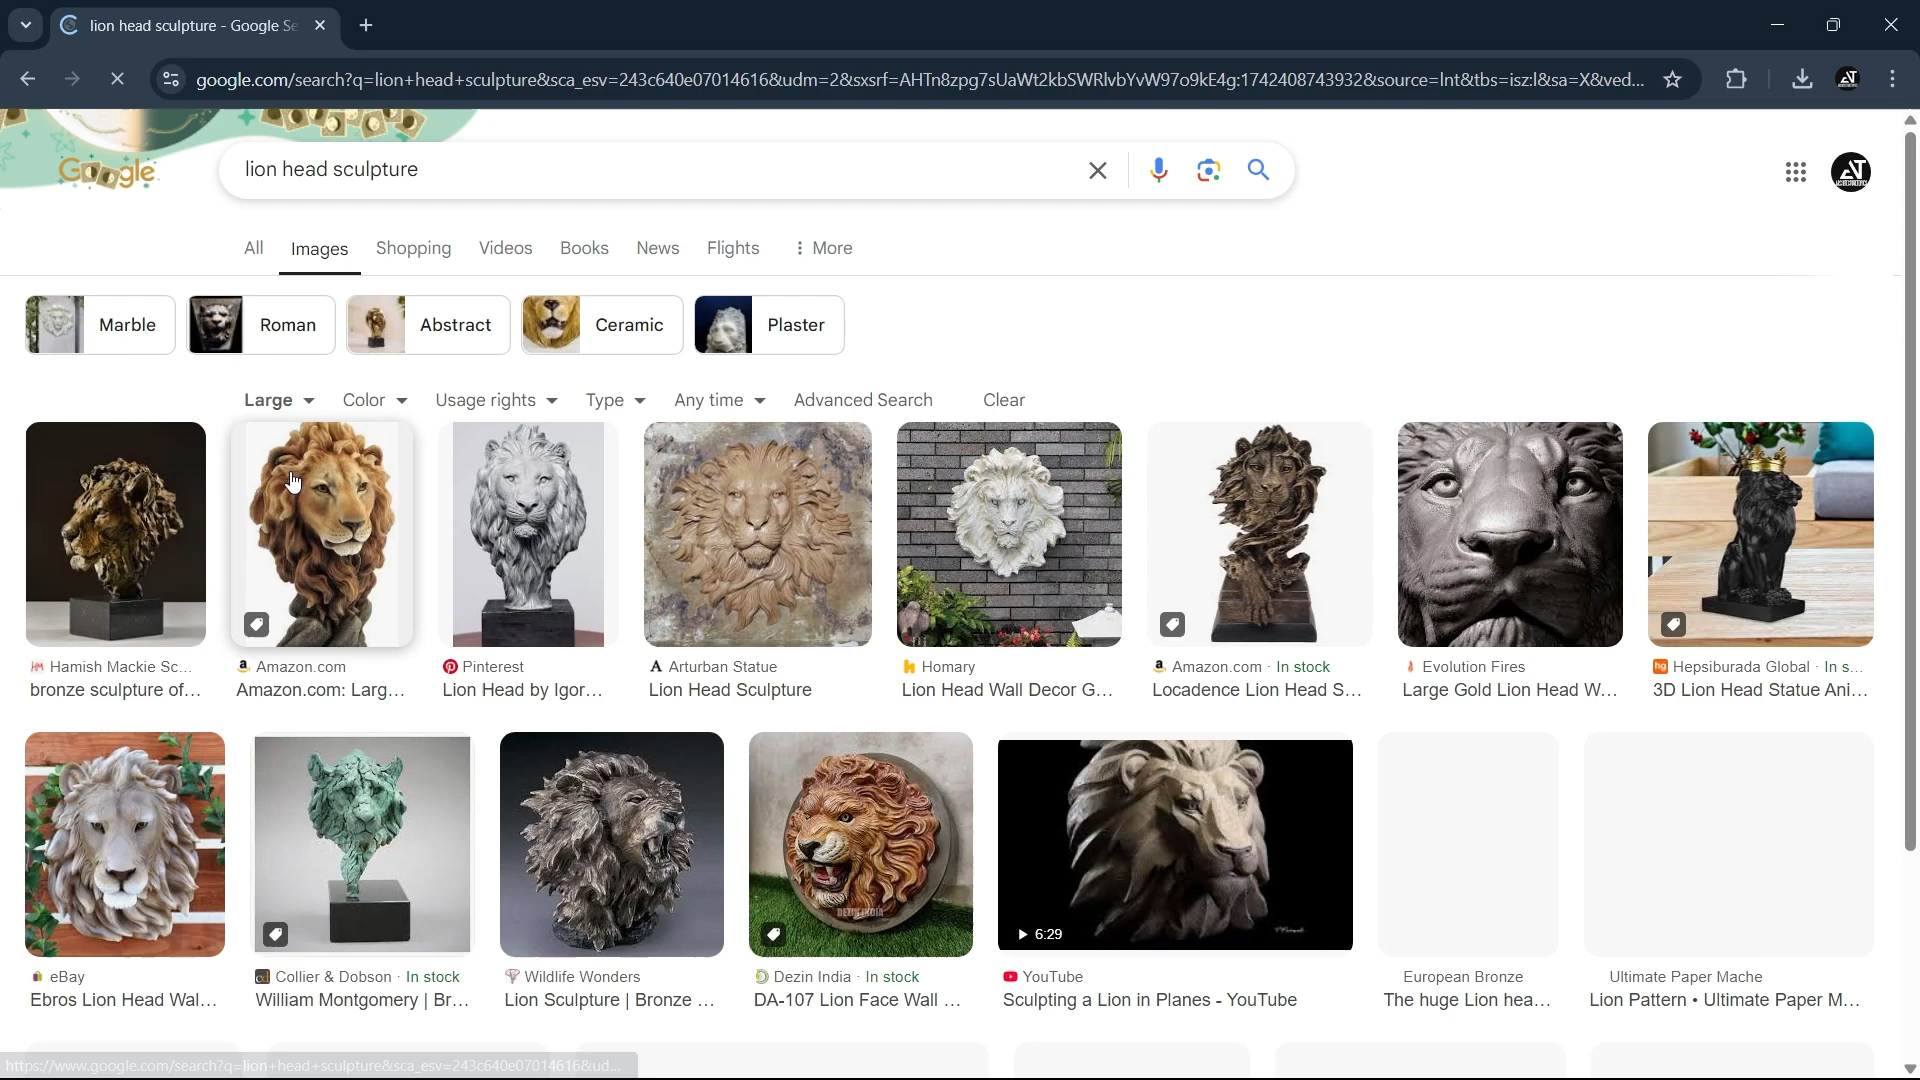 lion head sculpture - Google Se
google.com/search?q=lion+head+sculpture&sca_esv=243c640e07014616&udm=2&sxsrf=AHTn8zpg7sUaWt2kbSWRlvbYvW97o9kE4g:1742408743932&source=lnt&tbs=isz:l&sa=X&ved...
Google
lion head sculpture
All Images Shopping Videos Books News Flights More
Marble Roman Abstract Ceramic Plaster
Large Color Usage rights Type Any time Advanced Search Clear
Hamish Mackie Sc... Amazon.com Pinterest Arturban Statue Homary Amazon.com · In stock Evolution Fires Hepsiburada Global · In s...
bronze sculpture of... Amazon.com: Larg... Lion Head by Igor... Lion Head Sculpture Lion Head Wall Decor G... Locadence Lion Head S... Large Gold Lion Head W... 3D Lion Head Statue Ani...
DEZIN INDIA
6:29
eBay Collier & Dobson · In stock Wildlife Wonders Dezin India · In stock YouTube European Bronze Ultimate Paper Mache
Ebros Lion Head Wal... William Montgomery | Br... Lion Sculpture | Bronze ... DA-107 Lion Face Wall ... Sculpting a Lion in Planes - YouTube The huge Lion hea... Lion Pattern • Ultimate Paper M...
https://www.google.com/search?q=lion+head+sculpture&sca_esv=243c640e07014616&ud...